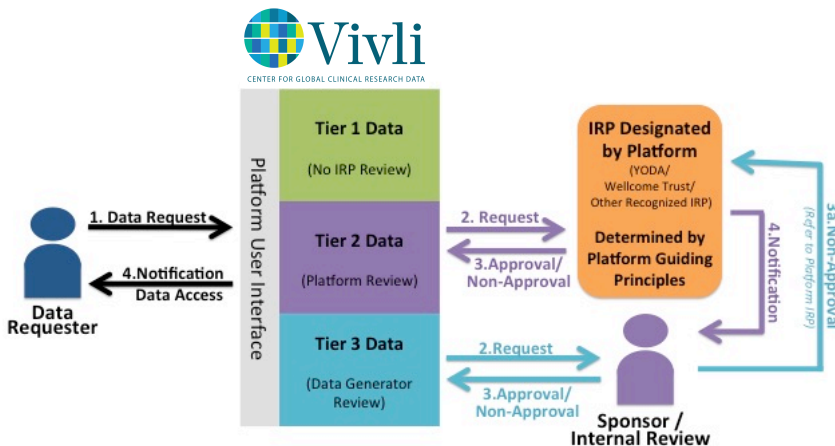 Vivli
CENTER FOR GLOBAL CLINICAL RESEARCH DATA
Platform User Interface
Tier 1 Data
(No IRP Review)
Tier 2 Data
(Platform Review)
Tier 3 Data
(Data Generator
Review)
1. Data Request
4.Notification
Data Access
Data
Requester
2. Request
3.Approval/
Non-Approval
2.Request
3.Approval/
Non-Approval
IRP Designated
by Platform
(YODA/
Wellcome Trust/
Other Recognized IRP)
Determined by
Platform Guiding
Principles
4.Notification
3a.Non-Approval
(Refer to Platform IRP)
Sponsor /
Internal Review